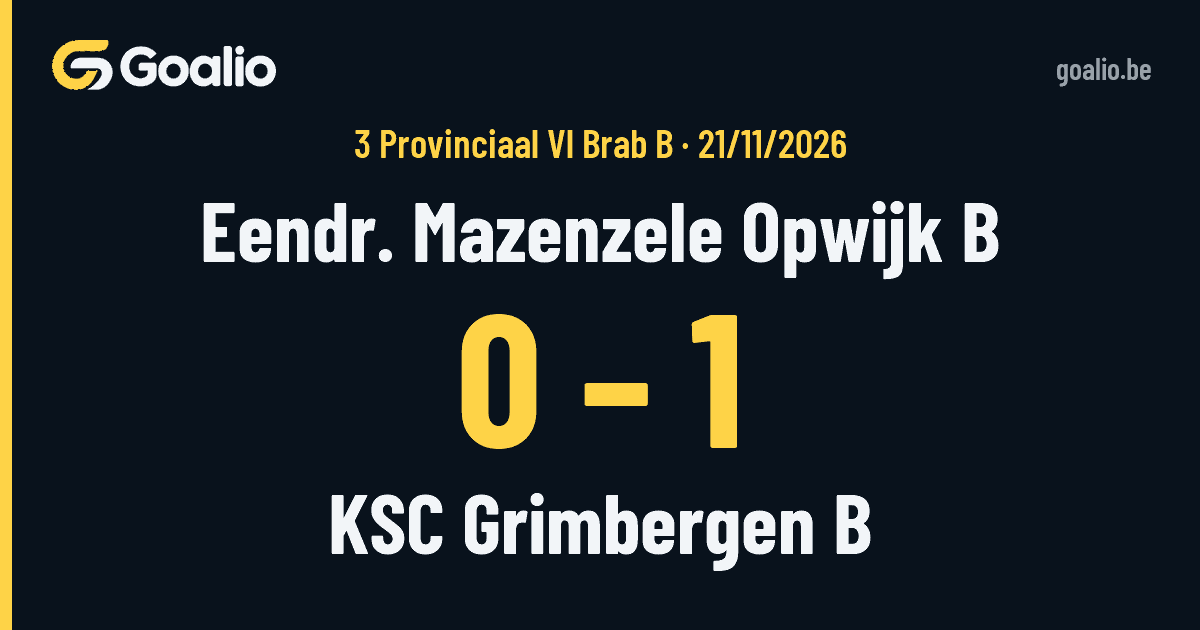 Goalio
goalio.be
3 Provinciaal Vl Brab B · 21/11/2026
Eendr. Mazenzele Opwijk B
0 – 1
KSC Grimbergen B